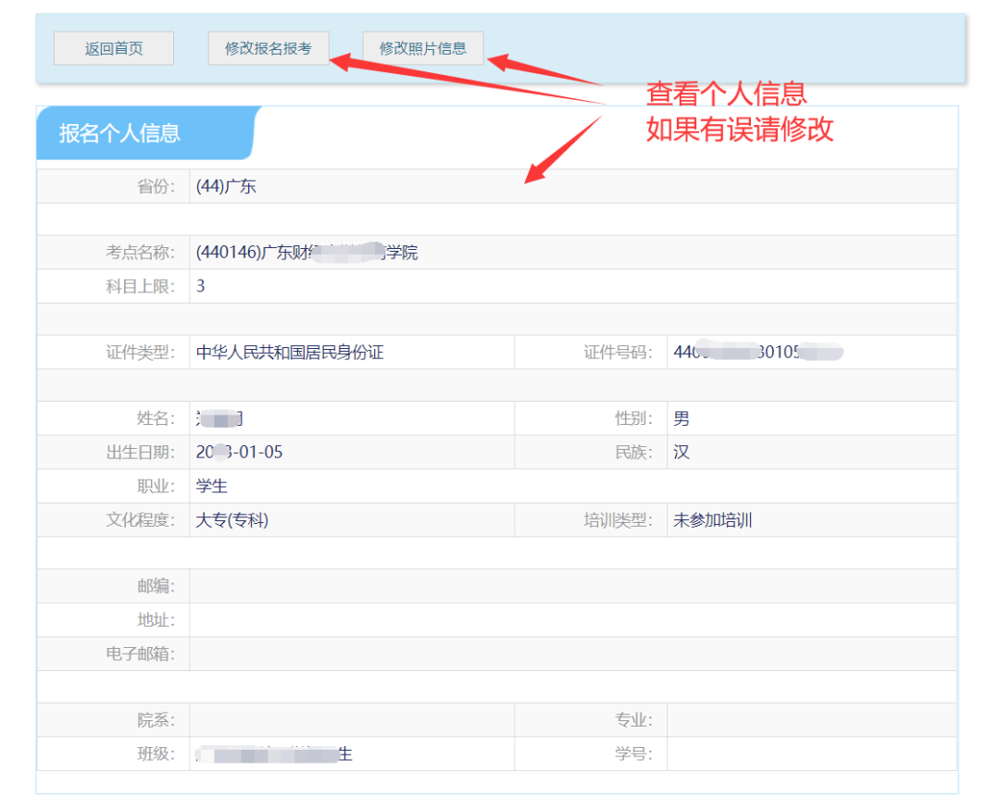 返回首页 修改报名报考 修改照片信息
查看个人信息
如果有误请修改
报名个人信息
省份: (44)广东
考点名称: (440146)广东财 学院
科目上限: 3
证件类型: 中华人民共和国居民身份证 证件号码: 440 30105
姓名: 性别: 男
出生日期: 20 3-01-05 民族: 汉
职业: 学生
文化程度: 大专(专科) 培训类型: 未参加培训
邮编:
地址:
电子邮箱:
院系: 专业:
班级: 生 学号: